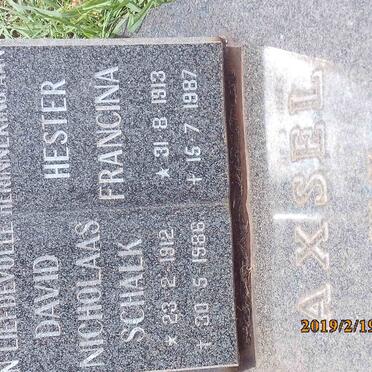 LIEFDEVOLLE HERINNERING AAN
DAVID
NICHOLAAS
SCHALK
★ 23-2-1912
† 30 5 1986
HESTER
FRANCINA
★ 31 8 1913
† 15 7 1987
AXSEL
2019/2/19